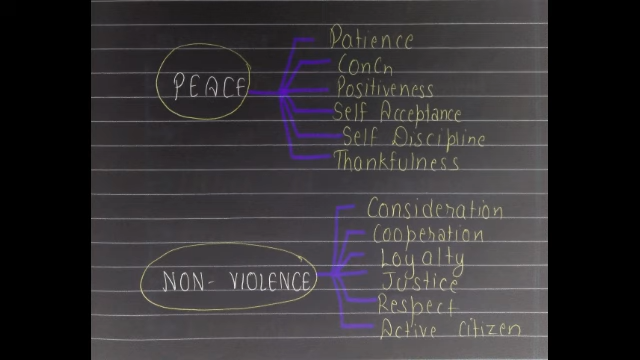 PEACE
Patience
ConCn
Positiveness
Self Acceptance
Self Discipline
Thankfulness
NON-VIOLENCE
Consideration
Cooperation
Loyalty
Justice
Respect
Active Citizen